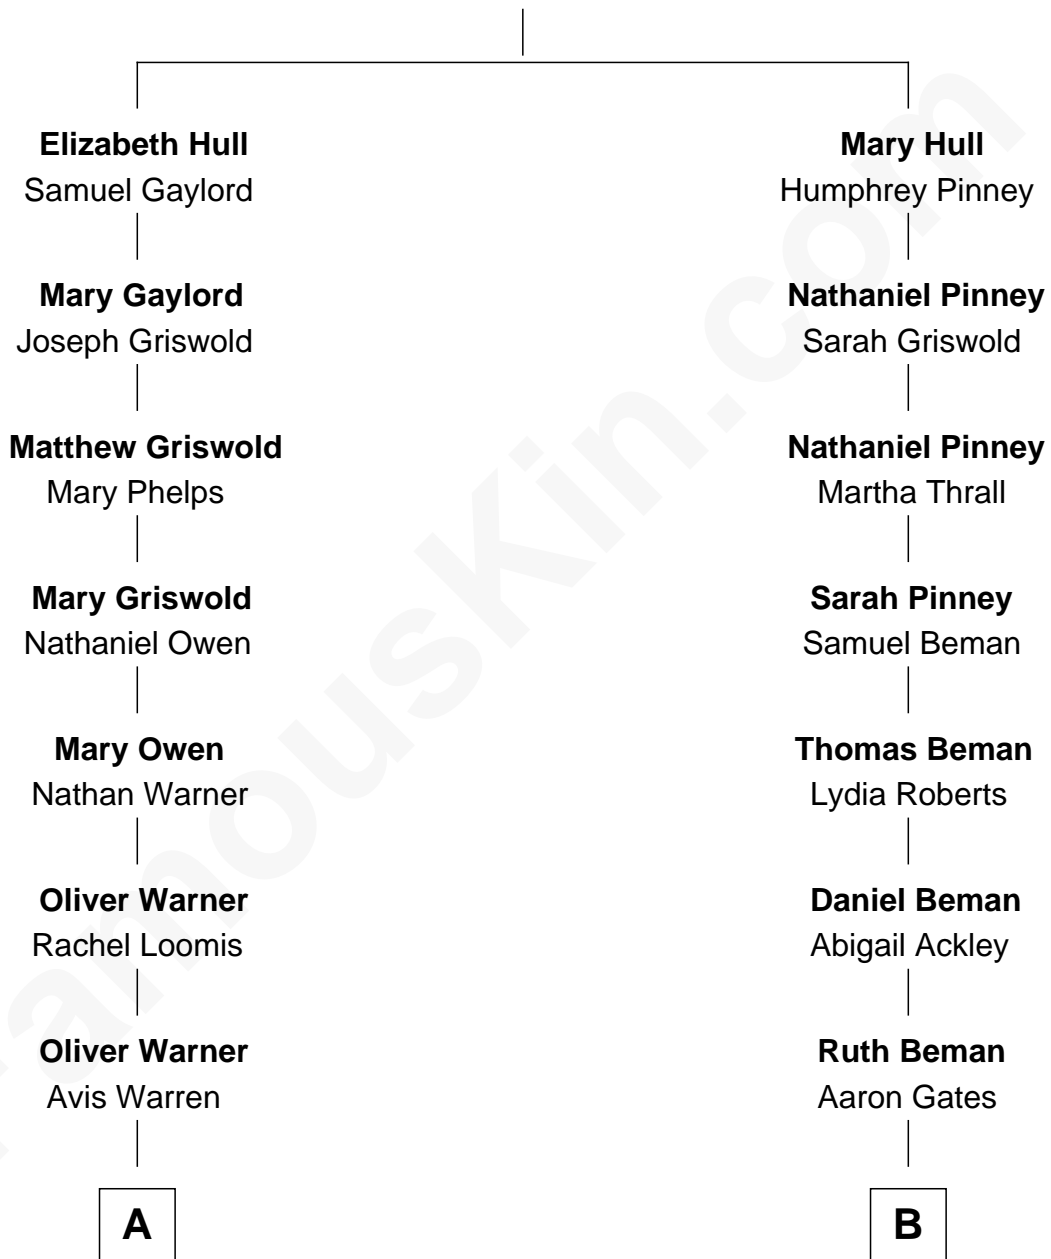 Elizabeth Hull
Samuel Gaylord
Mary Gaylord
Joseph Griswold
Matthew Griswold
Mary Phelps
Mary Griswold
Nathaniel Owen
Mary Owen
Nathan Warner
Oliver Warner
Rachel Loomis
Oliver Warner
Avis Warren
A
Mary Hull
Humphrey Pinney
Nathaniel Pinney
Sarah Griswold
Nathaniel Pinney
Martha Thrall
Sarah Pinney
Samuel Beman
Thomas Beman
Lydia Roberts
Daniel Beman
Abigail Ackley
Ruth Beman
Aaron Gates
B
FamousKin.com